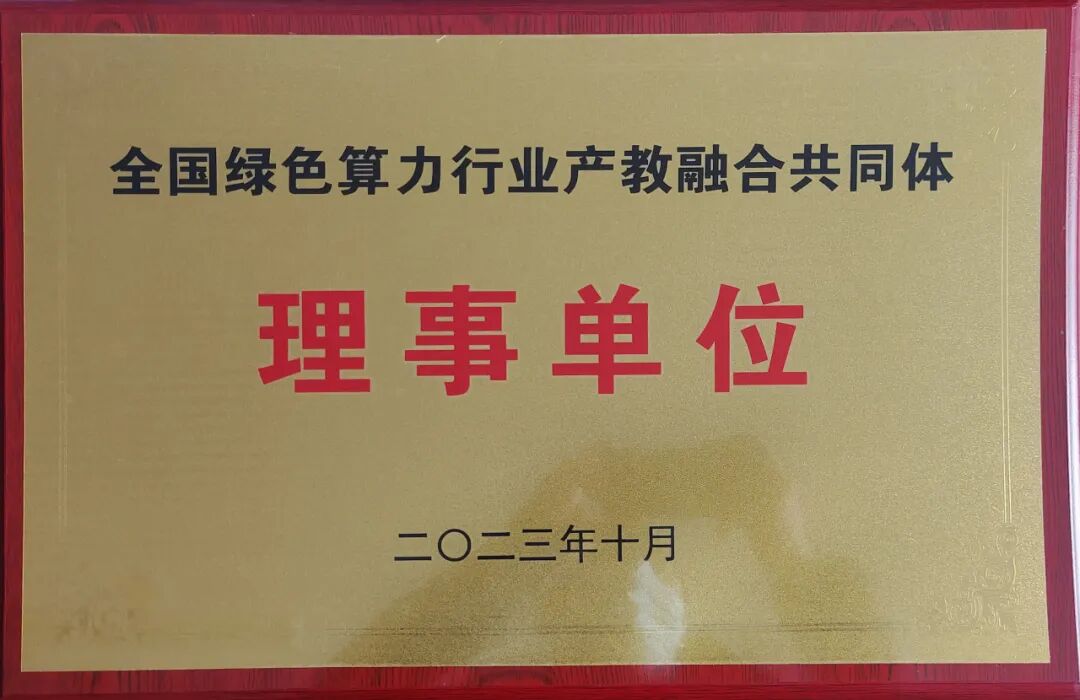 全国绿色算力行业产教融合共同体
理事单位
二〇二三年十月